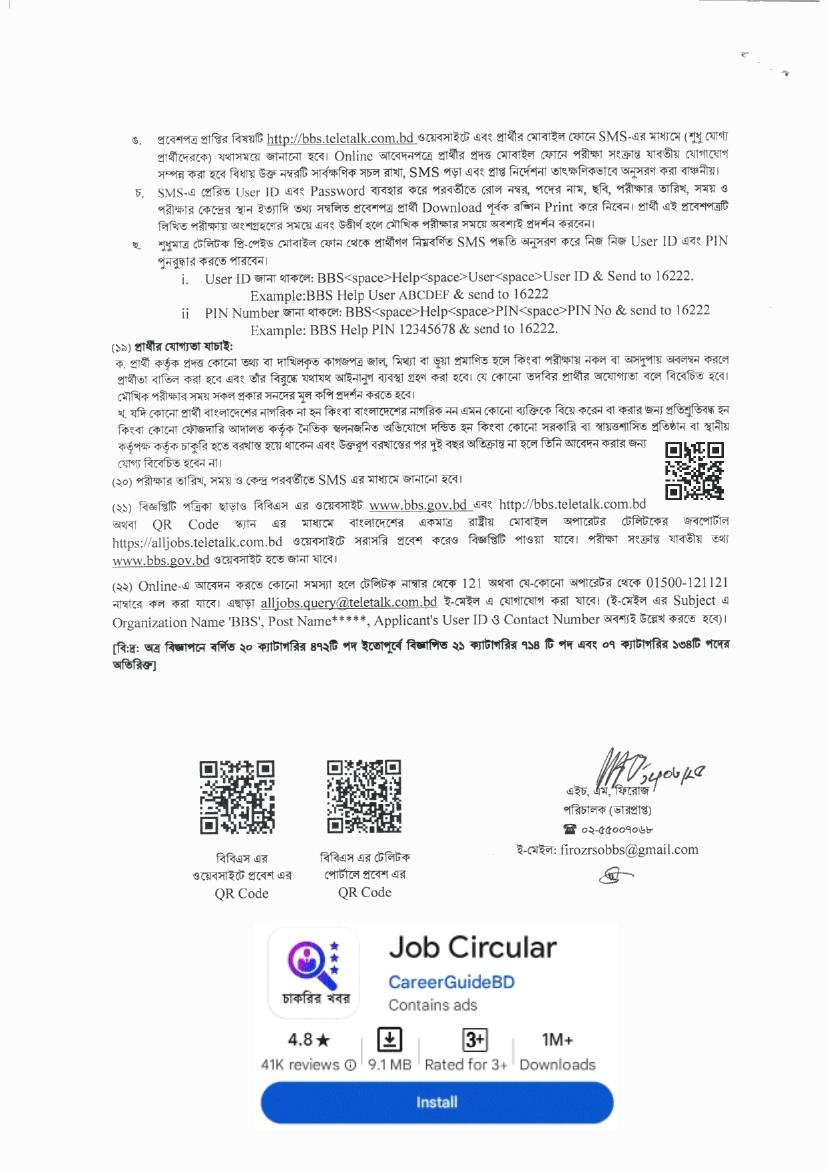 ঙ. প্রবেশপত্র প্রাপ্তির বিষয়টি http://bbs.teletalk.com.bd ওয়েবসাইটে এবং প্রার্থীর মোবাইল ফোনে SMS-এর মাধ্যমে (শুধু যোগ্য
প্রার্থীদেরকে) যথাসময়ে জানানো হবে। Online আবেদনপত্রে প্রার্থীর প্রদত্ত মোবাইল ফোনে পরীক্ষা সংক্রান্ত যাবতীয় যোগাযোগ
সম্পন্ন করা হবে বিধায় উক্ত নম্বরটি সার্বক্ষণিক সচল রাখা, SMS পড়া এবং প্রাপ্ত নির্দেশনা তাৎক্ষণিকভাবে অনুসরণ করা বাঞ্চনীয়।
চ. SMS-এ প্রেরিত User ID এবং Password ব্যবহার করে পরবর্তীতে রোল নম্বর, পদের নাম, ছবি, পরীক্ষার তারিখ, সময় ও
পরীক্ষার কেন্দ্রের স্থান ইত্যাদি তথ্য সম্বলিত প্রবেশপত্র প্রার্থী Download পূর্বক রঙ্গিন Print করে নিবেন। প্রার্থী এই প্রবেশপত্রটি
লিখিত পরীক্ষায় অংশগ্রহণের সময়ে এবং উত্তীর্ণ হলে মৌখিক পরীক্ষার সময়ে অবশ্যই প্রদর্শন করবেন।
ছ. শুধুমাত্র টেলিটক প্রি-পেইড মোবাইল ফোন থেকে প্রার্থীগণ নিম্নবর্ণিত SMS পদ্ধতি অনুসরণ করে নিজ নিজ User ID এবং PIN
পুনরুদ্ধার করতে পারবেন।
i. User ID জানা থাকলে: BBS<space>Help<space>User<space>User ID & Send to 16222.
Example:BBS Help User ABCDEF & send to 16222
ii PIN Number জানা থাকলে: BBS<space>Help<space>PIN<space>PIN No & send to 16222
Example: BBS Help PIN 12345678 & send to 16222.
(১৯) প্রার্থীর যোগ্যতা যাচাই:
ক. প্রার্থী কর্তৃক প্রদত্ত কোনো তথ্য বা দাখিলকৃত কাগজপত্র জাল, মিথ্যা বা ভুয়া প্রমাণিত হলে কিংবা পরীক্ষায় নকল বা অসদুপায় অবলম্বন করলে
প্রার্থীতা বাতিল করা হবে এবং তাঁর বিরুদ্ধে যথাযথ আইনানুগ ব্যবস্থা গ্রহণ করা হবে। যে কোনো তদবির প্রার্থীর অযোগ্যতা বলে বিবেচিত হবে।
মৌখিক পরীক্ষার সময় সকল প্রকার সনদের মূল কপি প্রদর্শন করতে হবে।
খ. যদি কোনো প্রার্থী বাংলাদেশের নাগরিক না হন কিংবা বাংলাদেশের নাগরিক নন এমন কোনো ব্যক্তিকে বিয়ে করেন বা করার জন্য প্রতিশ্রুতিবদ্ধ হন
কিংবা কোনো ফৌজদারি আদালত কর্তৃক নৈতিক স্খলনজনিত অভিযোগে দন্ডিত হন কিংবা কোনো সরকারি বা স্বায়ত্তশাসিত প্রতিষ্ঠান বা স্থানীয়
কর্তৃপক্ষ কর্তৃক চাকুরি হতে বরখাস্ত হয়ে থাকেন এবং উক্তরূপ বরখাস্তের পর দুই বছর অতিক্রান্ত না হলে তিনি আবেদন করার জন্য
যোগ্য বিবেচিত হবেন না।
(২০) পরীক্ষার তারিখ, সময় ও কেন্দ্র পরবর্তীতে SMS এর মাধ্যমে জানানো হবে।
(২১) বিজ্ঞপ্তিটি পত্রিকা ছাড়াও বিবিএস এর ওয়েবসাইট www.bbs.gov.bd এবং http://bbs.teletalk.com.bd
অথবা QR Code স্ক্যান এর মাধ্যমে বাংলাদেশের একমাত্র রাষ্ট্রীয় মোবাইল অপারেটর টেলিটকের জবপোর্টাল
https://alljobs.teletalk.com.bd ওয়েবসাইটে সরাসরি প্রবেশ করেও বিজ্ঞপ্তিটি পাওয়া যাবে। পরীক্ষা সংক্রান্ত যাবতীয় তথ্য
www.bbs.gov.bd ওয়েবসাইট হতে জানা যাবে।
(২২) Online-এ আবেদন করতে কোনো সমস্যা হলে টেলিটক নাম্বার থেকে 121 অথবা যে-কোনো অপারেটর থেকে 01500-121121
নাম্বারে কল করা যাবে। এছাড়া alljobs.query@teletalk.com.bd ই-মেইল এ যোগাযোগ করা যাবে। (ই-মেইল এর Subject এ
Organization Name 'BBS', Post Name*****, Applicant's User ID ও Contact Number অবশ্যই উল্লেখ করতে হবে)।
[বি:দ্র: অত্র বিজ্ঞাপনে বর্ণিত ২০ ক্যাটাগরির ৪৭২টি পদ ইতোপূর্বে বিজ্ঞাপিত ২১ ক্যাটাগরির ৭১৪ টি পদ এবং ০৭ ক্যাটাগরির ১৩৪টি পদের
অতিরিক্ত]
এইচ, এম, ফিরোজ
পরিচালক (ভারপ্রাপ্ত)
☎ ০২-৫৫০০৭০৬৮
ই-মেইল: firozrsobbs@gmail.com
বিবিএস এর
ওয়েবসাইটে প্রবেশ এর
QR Code
বিবিএস এর টেলিটক
পোর্টালে প্রবেশ এর
QR Code
চাকরির খবর
Job Circular
CareerGuideBD
Contains ads
4.8★
41K reviews
9.1 MB
3+
Rated for 3+
1M+
Downloads
Install